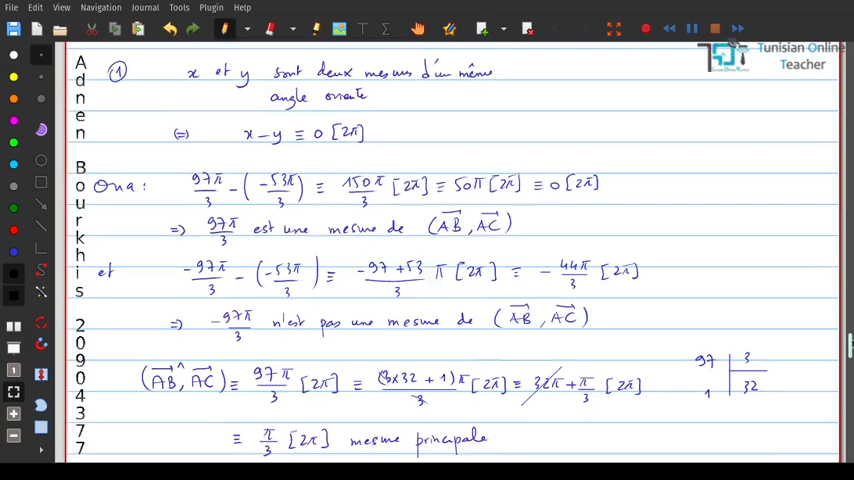 File Edit View Navigation Journal Tools Plugin Help
Tunisian Online Teacher
Adnen Bourkhis 20904377
① x et y sont deux mesures d'un même
angle orienté
⇔ x - y ≡ 0 [2π]
On a : 97π/3 - (-53π/3) ≡ 150π/3 [2π] ≡ 50π [2π] ≡ 0 [2π]
⇒ 97π/3 est une mesure de (AB, AC)
et -97π/3 - (-53π/3) ≡ (-97 + 53)/3 π [2π] ≡ - 44π/3 [2π]
⇒ -97π/3 n'est pas une mesure de (AB, AC)
(AB^, AC) ≡ 97π/3 [2π] ≡ (3×32 + 1)π/3 [2π] ≡ 32π + π/3 [2π]
97 | 3
1 | 32
≡ π/3 [2π] mesure principale